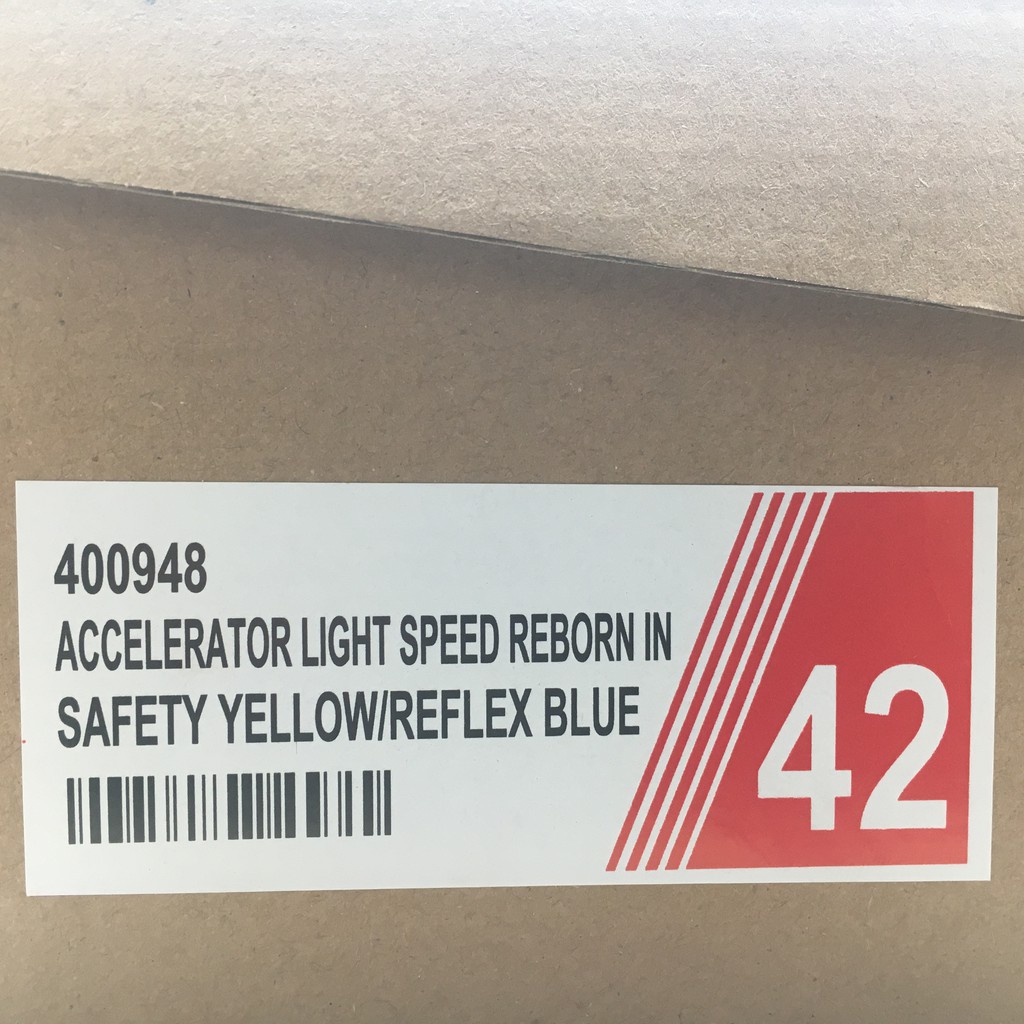 400948
ACCELERATOR LIGHT SPEED REBORN IN
SAFETY YELLOW/REFLEX BLUE
42